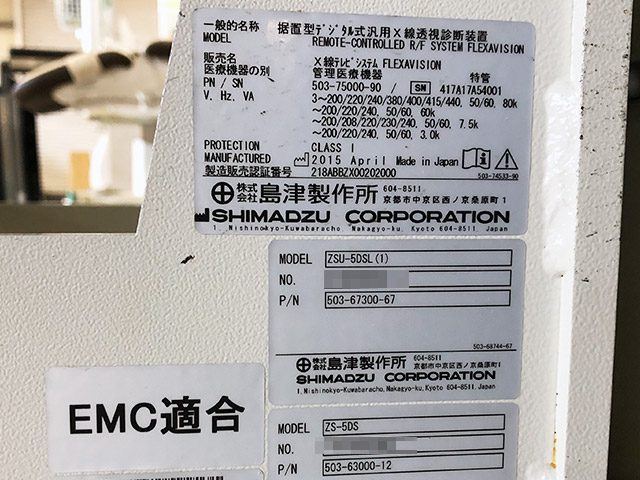 一般的名称 据置型デジタル式汎用X線透視診断装置
MODEL REMOTE-CONTROLLED R/F SYSTEM FLEXAVISION
販売名 X線テレビシステム FLEXAVISION
医療機器の別 管理医療機器 特管
PN / SN 503-75000-90 / SN 417A17A54001
V. Hz. VA 3~200/220/240/380/400/415/440, 50/60, 80k
~200/220/240, 50/60, 60k
~200/208/220/230/240, 50/60, 7.5k
~200/220/240, 50/60, 3.0k
PROTECTION CLASS I
MANUFACTURED 2015 April Made in Japan
製造販売認証番号 218ABBZX00202000 503-74533-90
株式会社 島津製作所 604-8511 京都市中京区西ノ京桑原町1
SHIMADZU CORPORATION
1, Nishinokyo-Kuwabaracho, Nakagyo-ku, Kyoto 604-8511, Japan
MODEL ZSU-5DSL(1)
NO.
P/N 503-67300-67
503-68744-67
株式会社 島津製作所 604-8511 京都市中京区西ノ京桑原町1
SHIMADZU CORPORATION
1, Nishinokyo-Kuwabaracho, Nakagyo-ku, Kyoto 604-8511, Japan
EMC適合
MODEL ZS-5DS
NO.
P/N 503-63000-12